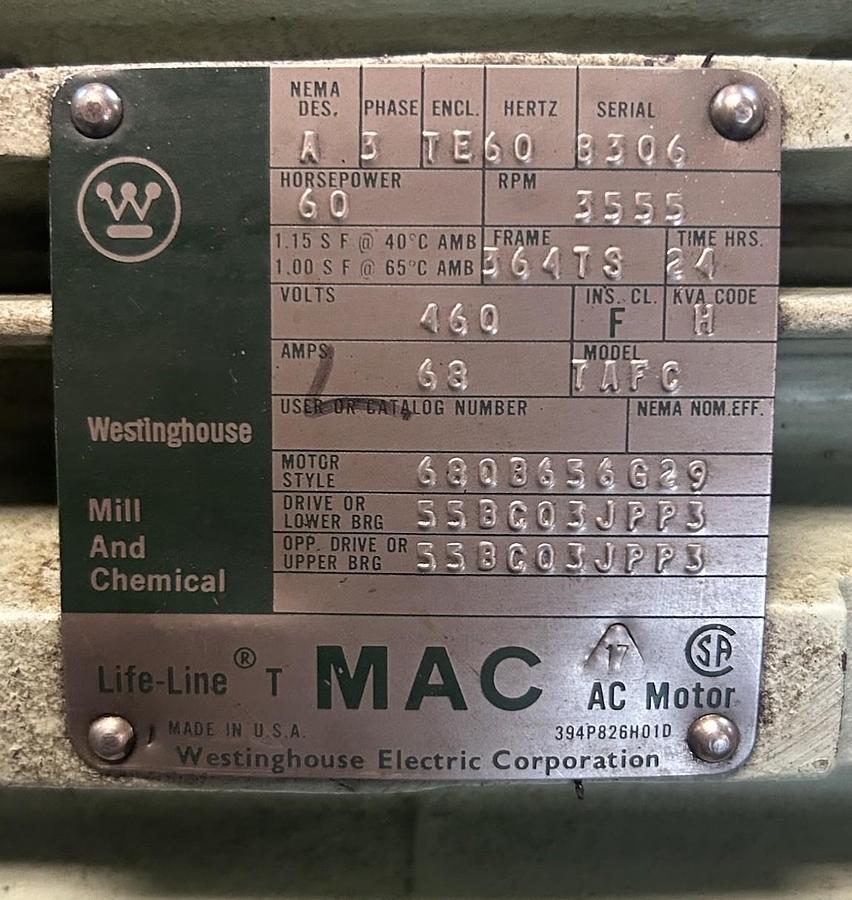 NEMA DES. PHASE ENCL. HERTZ SERIAL
A 3 TE 60 8306
HORSEPOWER RPM
60 3555
1.15 S F @ 40°C AMB FRAME TIME HRS.
1.00 S F @ 65°C AMB 364TS 24
VOLTS INS. CL. KVA CODE
460 F H
AMPS MODEL
68 TAFC
USER OR CATALOG NUMBER NEMA NOM.EFF.
Westinghouse
MOTOR STYLE 680B656G29
Mill And Chemical
DRIVE OR LOWER BRG 55BC03JPP3
OPP. DRIVE OR UPPER BRG 55BC03JPP3
Life-Line® T MAC 17 SA
AC Motor
MADE IN U.S.A. 394P826H01D
Westinghouse Electric Corporation